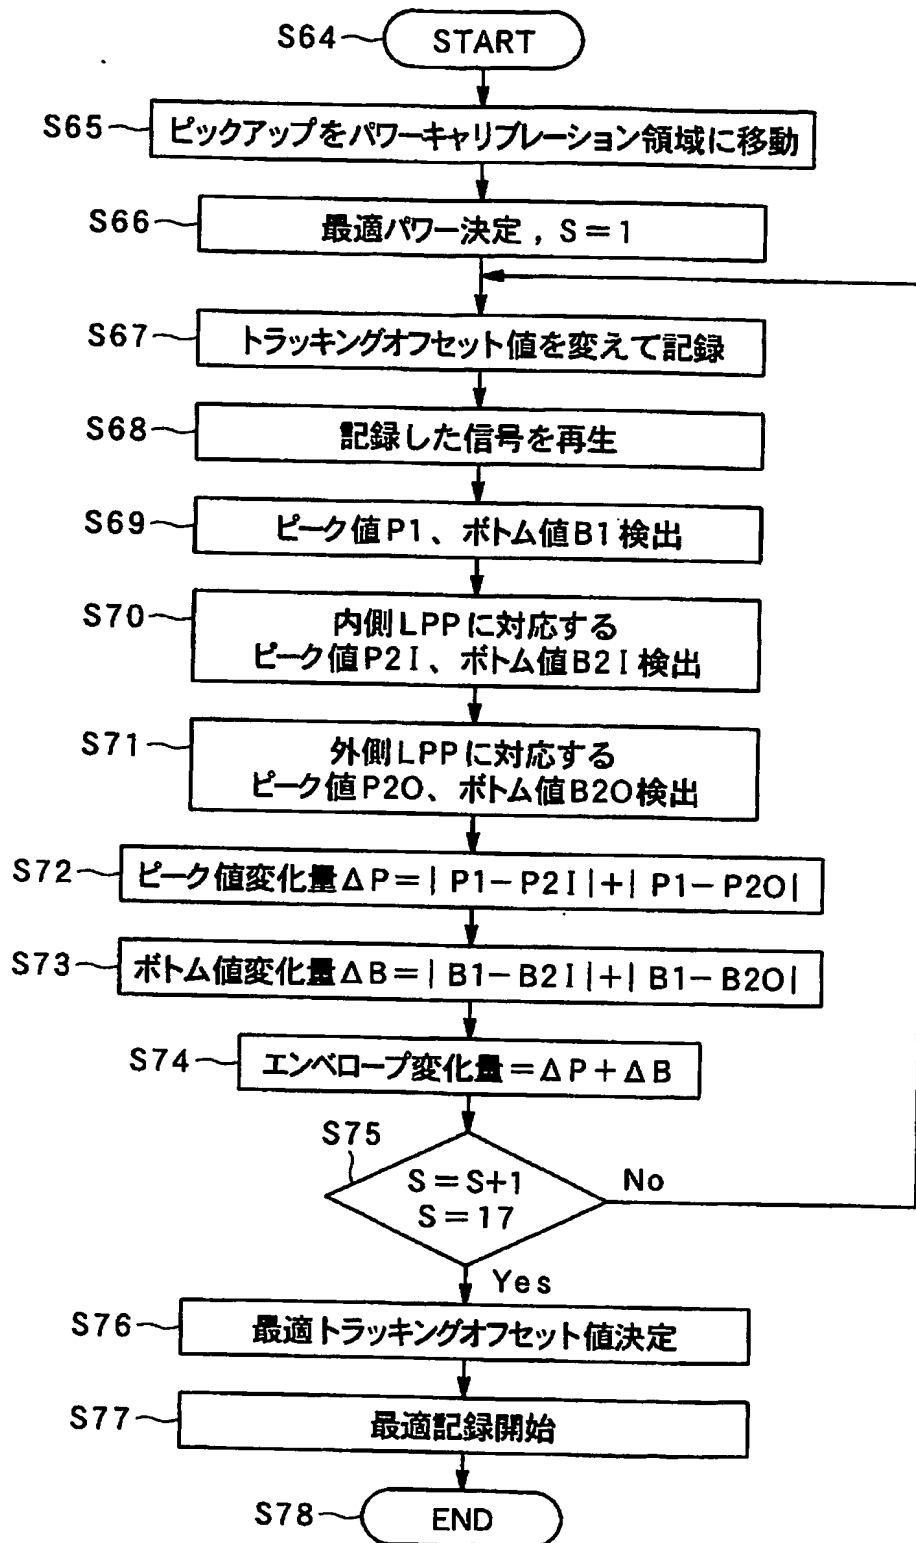 S64
START
S65
ピックアップをパワーキャリブレーション領域に移動
S66
最適パワー決定 , S=1
S67
トラッキングオフセット値を変えて記録
S68
記録した信号を再生
S69
ピーク値P1、ボトム値B1検出
S70
内側LPPに対応する
ピーク値P2I、ボトム値B2I検出
S71
外側LPPに対応する
ピーク値P2O、ボトム値B2O検出
S72
ピーク値変化量ΔP=|P1-P2I|+|P1-P2O|
S73
ボトム値変化量ΔB=|B1-B2I|+|B1-B2O|
S74
エンベロープ変化量=ΔP+ΔB
S75
S=S+1
S=17
No
Yes
S76
最適トラッキングオフセット値決定
S77
最適記録開始
S78
END